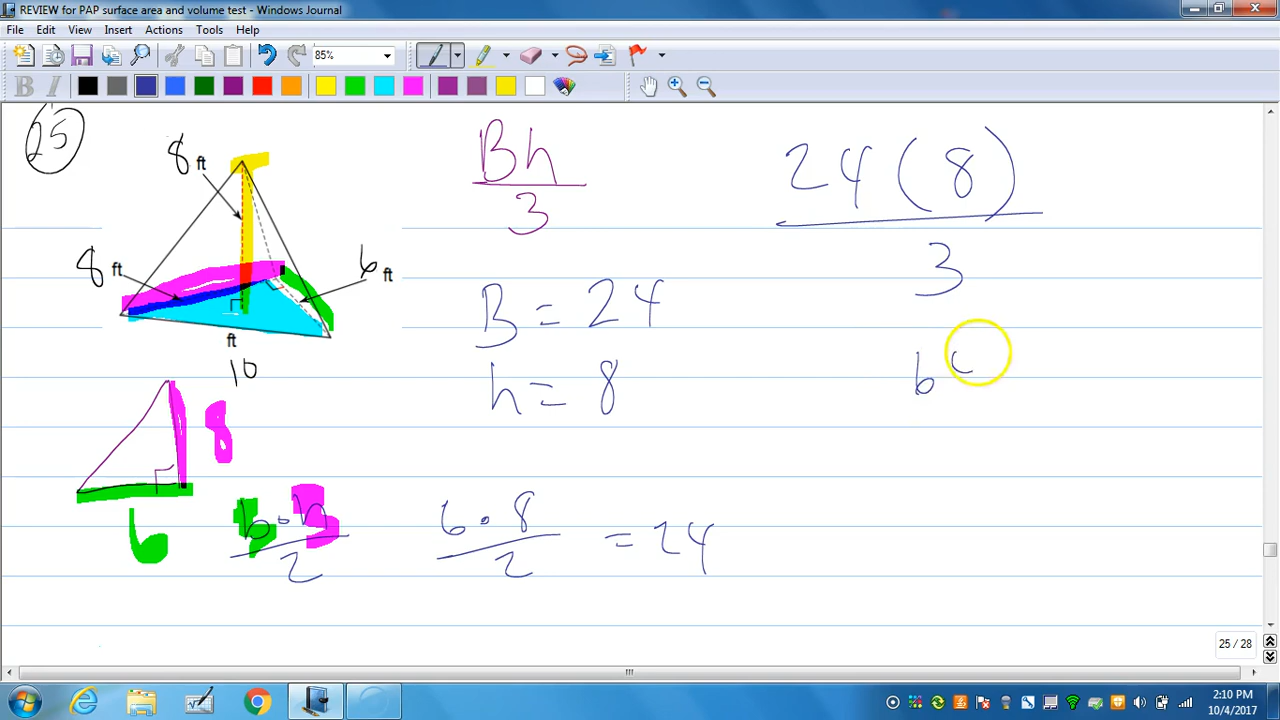 REVIEW for PAP surface area and volume test - Windows Journal
File Edit View Insert Actions Tools Help
85%
B I
25
8 ft
8 ft
6 ft
ft
10
Bh
3
B = 24
h = 8
24 (8)
3
6
8
6
b · h
2
6 · 8
2
= 24
25 / 28
2:10 PM
10/4/2017